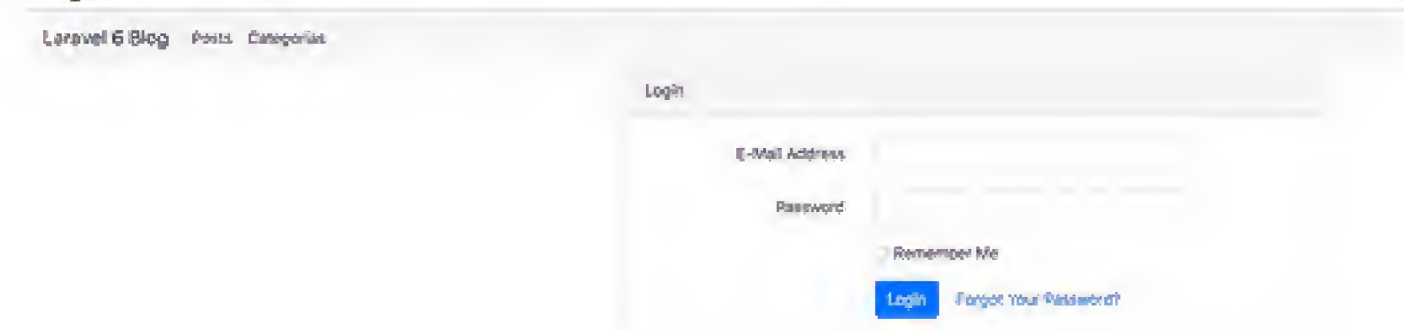 Laravel 6 Blog Posts Categories
Login
E-Mail Address
Password
Remember Me
Login Forgot Your Password?